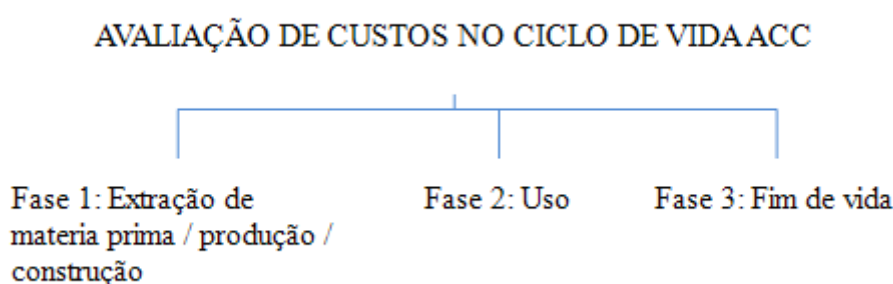 AVALIAÇÃO DE CUSTOS NO CICLO DE VIDA ACC
Fase 1: Extração de
materia prima / produção /
construção
Fase 2: Uso
Fase 3: Fim de vida